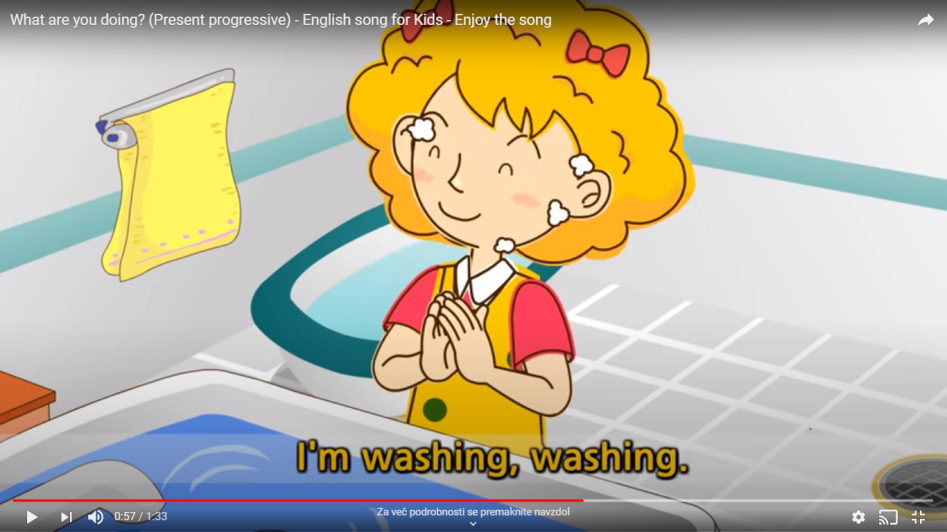 What are you doing? (Present progressive) - English song for Kids - Enjoy the song
I'm washing, washing.
0:57 / 1:33
Za več podrobnosti se premaknite navzdol